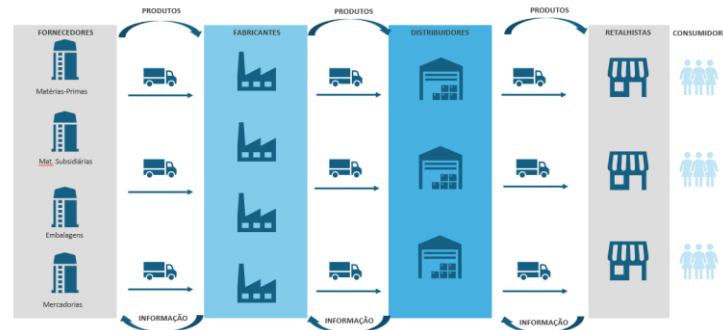 PRODUTOS
PRODUTOS
PRODUTOS
FORNECEDORES
FABRICANTES
DISTRIBUIDORES
RETALHISTAS
CONSUMIDOR
Matérias-Primas
Mat. Subsidiárias
Embalagens
Mercadorias
INFORMAÇÃO
INFORMAÇÃO
INFORMAÇÃO